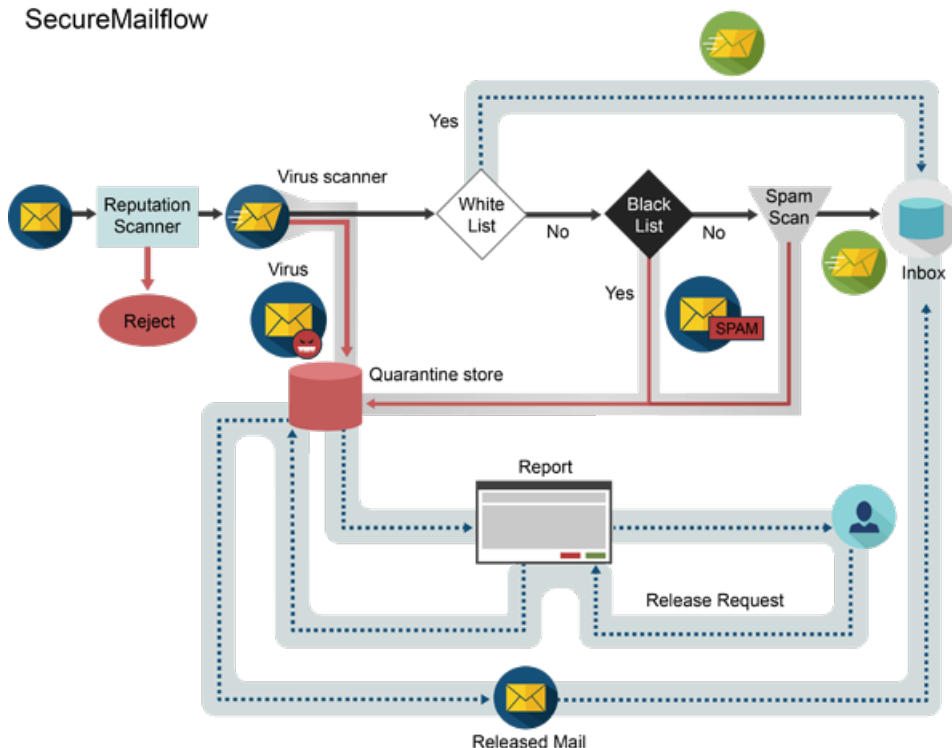 SecureMailflow
Yes
Virus scanner
Reputation
Scanner
White
List
No
Black
List
No
Spam
Scan
Inbox
Reject
Virus
Yes
SPAM
Quarantine store
Report
Release Request
Released Mail